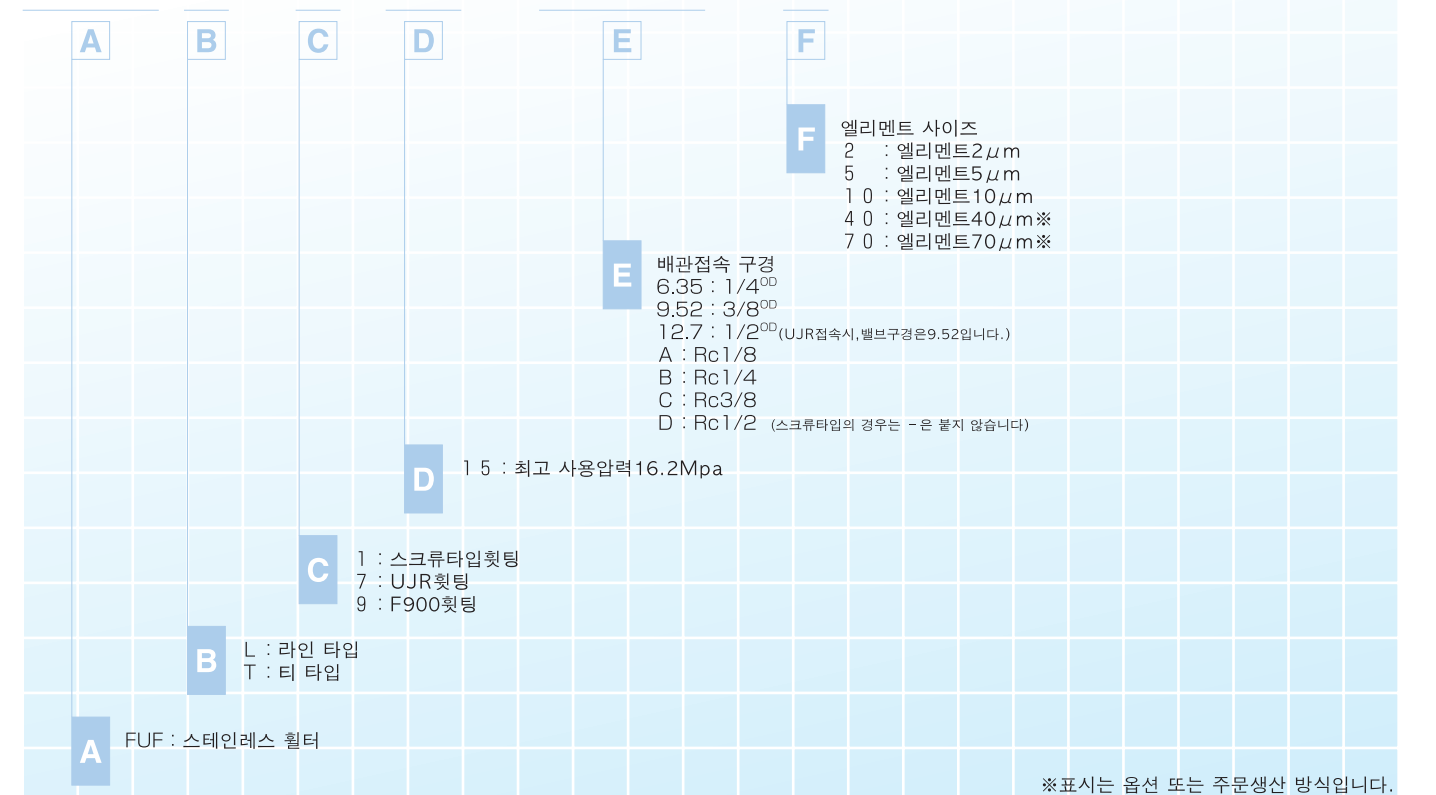 A B C D E F
F
엘리멘트 사이즈
2 : 엘리멘트2μm
5 : 엘리멘트5μm
10 : 엘리멘트10μm
40 : 엘리멘트40μm※
70 : 엘리멘트70μm※
E
배관접속 구경
6.35 : 1/4OD
9.52 : 3/8OD
12.7 : 1/2OD(UJR접속시,밸브구경은9.52입니다.)
A : Rc1/8
B : Rc1/4
C : Rc3/8
D : Rc1/2 (스크류타입의 경우는 -은 붙지 않습니다)
D
15 : 최고 사용압력16.2Mpa
C
1 : 스크류타입휫팅
7 : UJR휫팅
9 : F900휫팅
B
L : 라인 타입
T : 티 타입
A
FUF : 스테인레스 휠터
※표시는 옵션 또는 주문생산 방식입니다.